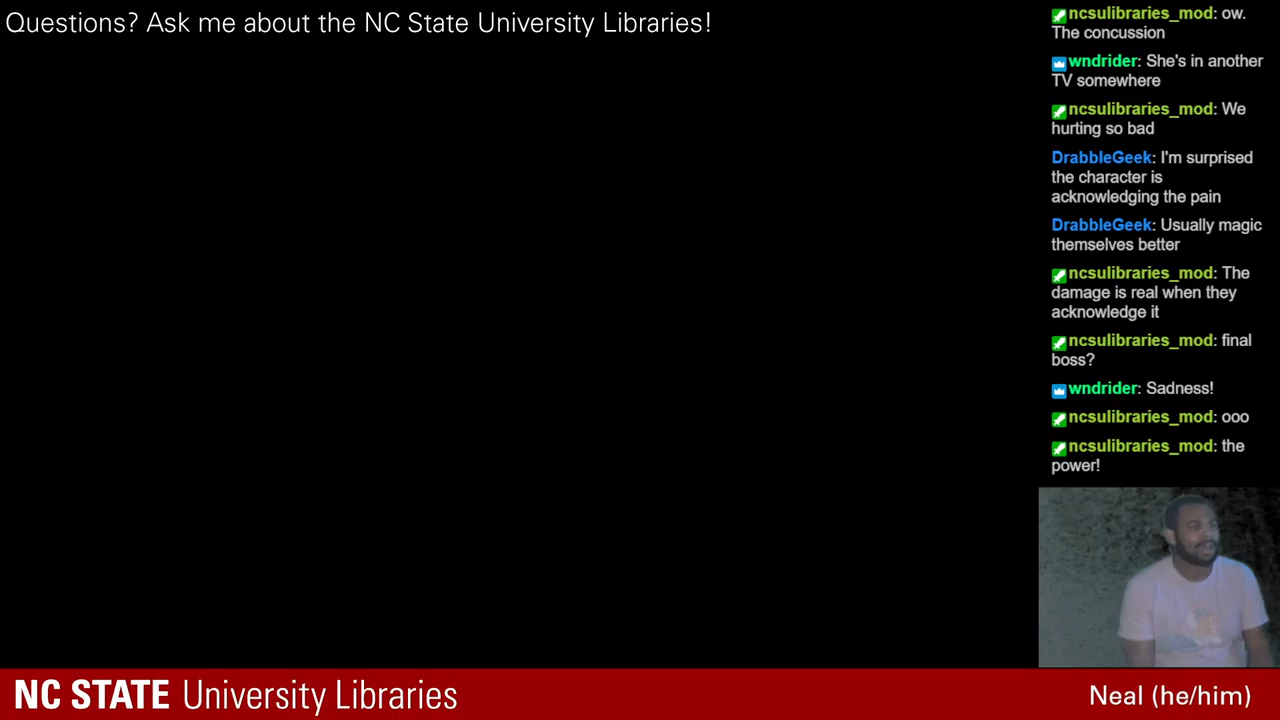 Questions? Ask me about the NC State University Libraries!
ncsulibraries_mod: ow.
The concussion
wndrider: She's in another
TV somewhere
ncsulibraries_mod: We
hurting so bad
DrabbleGeek: I'm surprised
the character is
acknowledging the pain
DrabbleGeek: Usually magic
themselves better
ncsulibraries_mod: The
damage is real when they
acknowledge it
ncsulibraries_mod: final
boss?
wndrider: Sadness!
ncsulibraries_mod: ooo
ncsulibraries_mod: the
power!
NC STATE University Libraries
Neal (he/him)